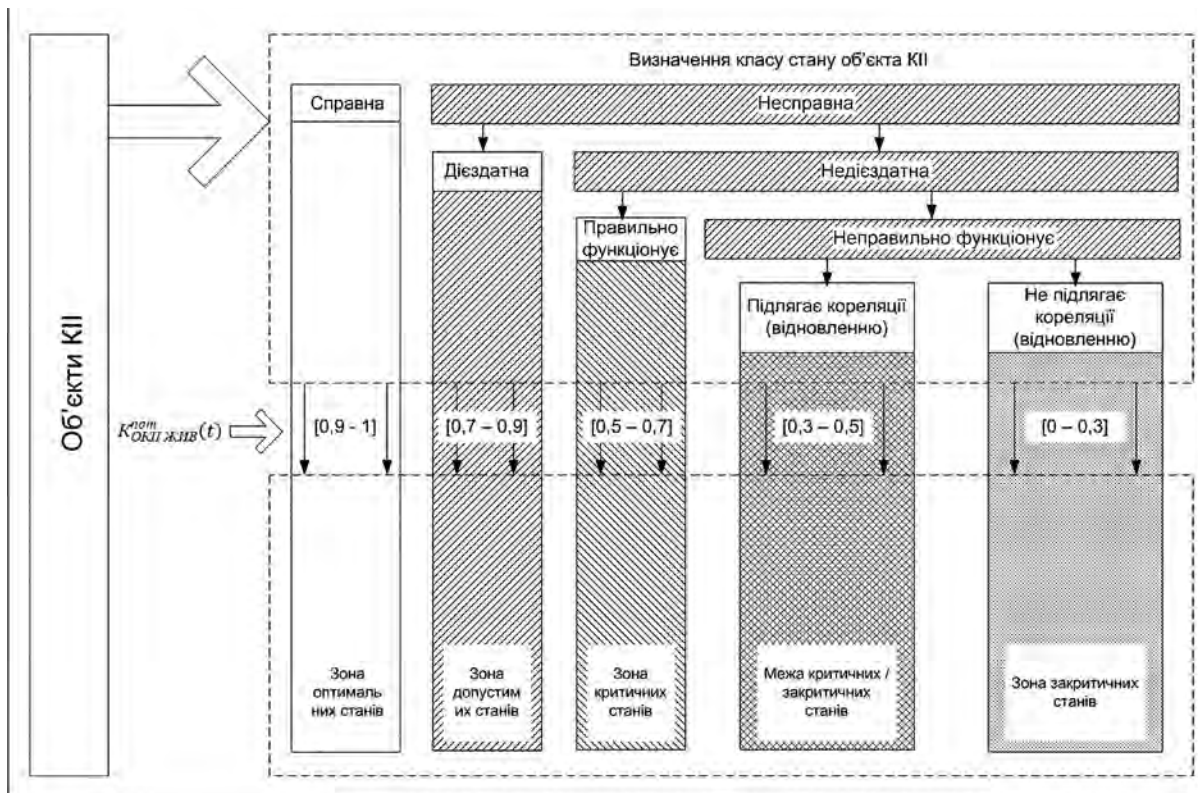 Об'єкти КІІ
Визначення класу стану об'єкта КІІ
Справна
Несправна
Дієздатна
Недієздатна
Правильно
функціонує
Неправильно функціонує
Підлягає кореляції
(відновленню)
Не підлягає
кореляції
(відновленню)
K^{пот}_{ОКІІ ЖИВ}(t)
[0,9 - 1]
[0,7 – 0,9]
[0,5 – 0,7]
[0,3 – 0,5]
[0 – 0,3]
Зона
оптималь
них станів
Зона
допустим
их станів
Зона
критичних
станів
Межа критичних /
закритичних
станів
Зона закритичних
станів